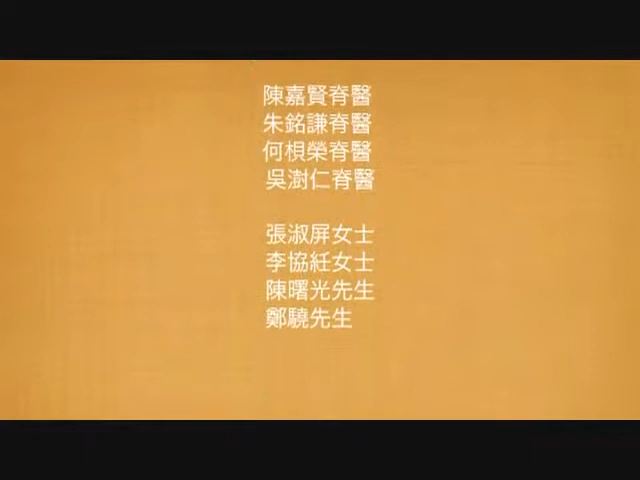 陳嘉賢脊醫
朱銘謙脊醫
何梖榮脊醫
吳澍仁脊醫
張淑屏女士
李協紝女士
陳曙光先生
鄭驍先生